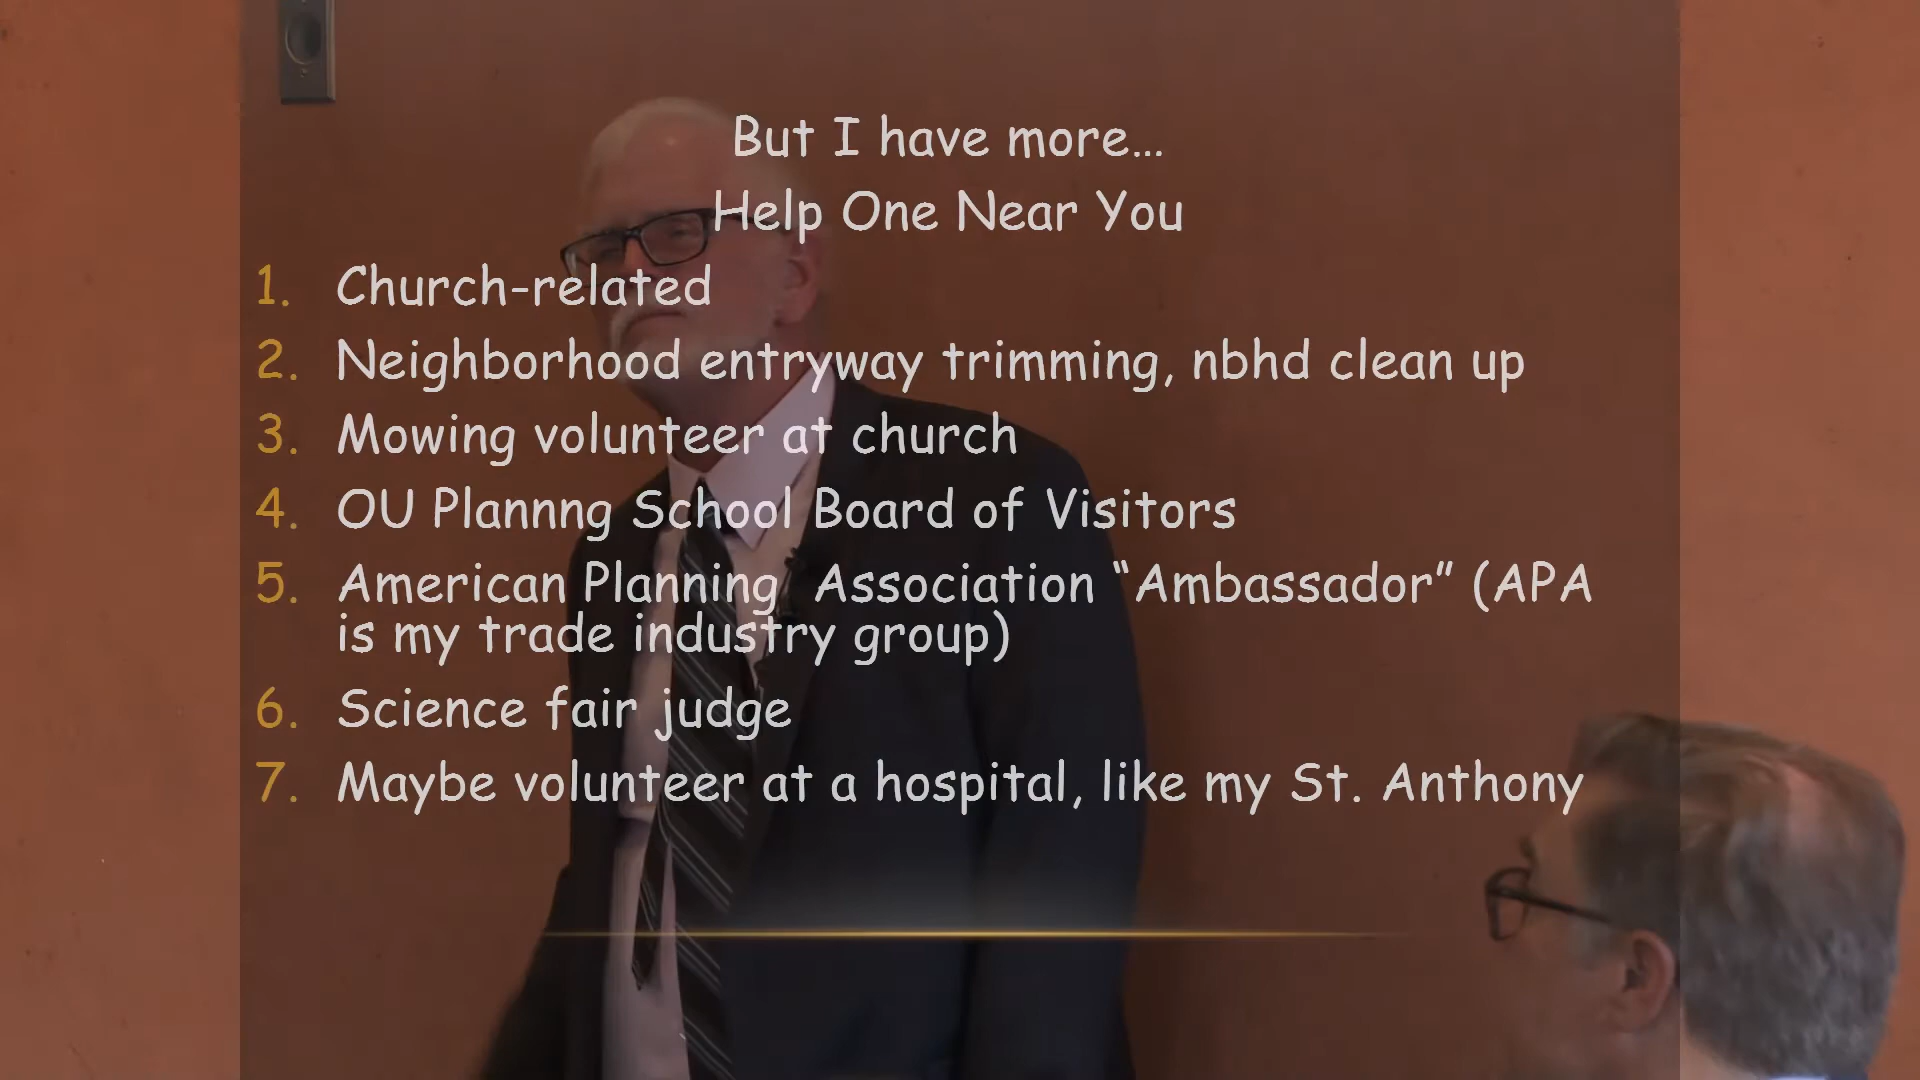 But I have more…
Help One Near You
1. Church-related
2. Neighborhood entryway trimming, nbhd clean up
3. Mowing volunteer at church
4. OU Plannng School Board of Visitors
5. American Planning  Association “Ambassador” (APA
is my trade industry group)
6. Science fair judge
7. Maybe volunteer at a hospital, like my St. Anthony